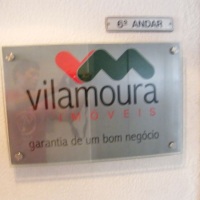 6º ANDAR
vilamoura
IMÓVEIS
garantia de um bom negócio